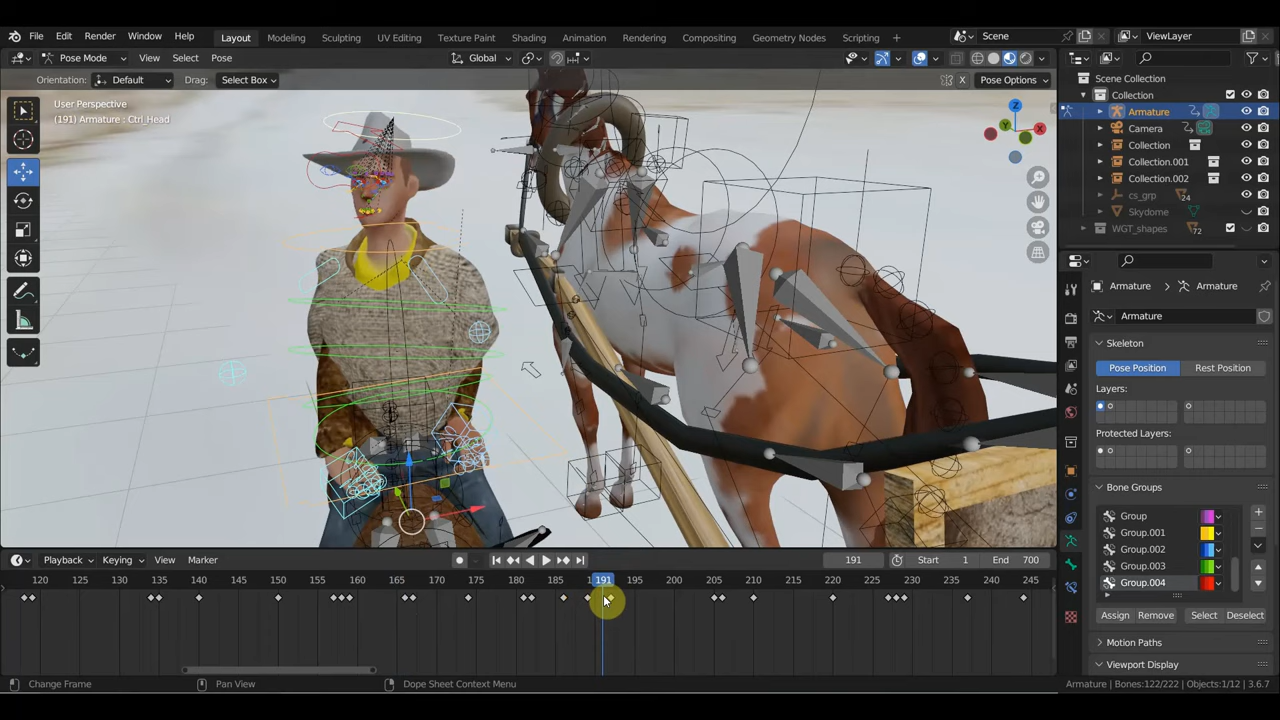 File Edit Render Window Help Layout Modeling Sculpting UV Editing Texture Paint Shading Animation Rendering Compositing Geometry Nodes Scripting + Scene ViewLayer
Pose Mode View Select Pose Global
Orientation: Default Drag: Select Box X Pose Options
User Perspective
(191) Armature : Ctrl_Head
Z
Y
X
Scene Collection
Collection
Armature
Camera
Collection
Collection.001
Collection.002
cs_grp 24
Skydome
WGT_shapes 72
Armature Armature
Armature
Skeleton
Pose Position Rest Position
Layers:
Protected Layers:
Bone Groups
Group
Group.001
Group.002
Group.003
Group.004
Assign Remove Select Deselect
Motion Paths
Viewport Display
Playback Keying View Marker 191 Start 1 End 700
120 125 130 135 140 145 150 155 160 165 170 175 180 185 191 195 200 205 210 215 220 225 230 235 240 245
Change Frame Pan View Dope Sheet Context Menu Armature | Bones:122/222 | Objects:1/12 | 3.6.7